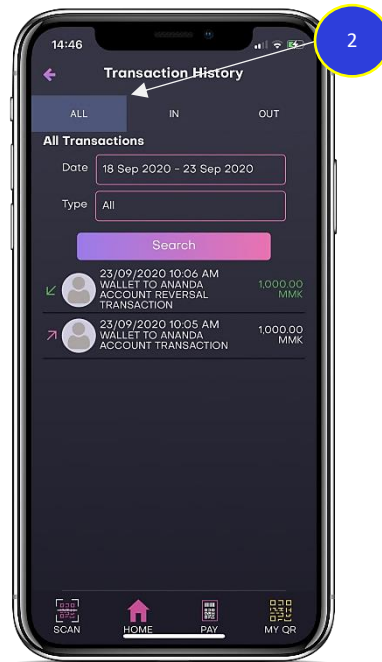 14:46
2
Transaction History
ALL IN OUT
All Transactions
Date 18 Sep 2020 - 23 Sep 2020
Type All
Search
23/09/2020 10:06 AM
WALLET TO ANANDA
ACCOUNT REVERSAL
TRANSACTION
1,000.00
MMK
23/09/2020 10:05 AM
WALLET TO ANANDA
ACCOUNT TRANSACTION
1,000.00
MMK
SCAN HOME PAY MY QR